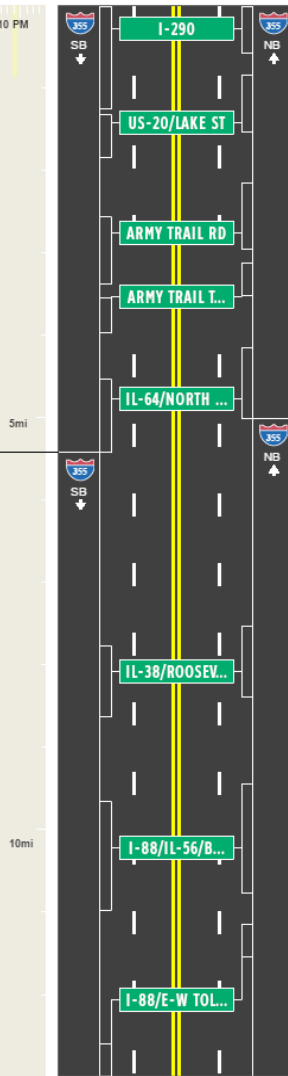 10 PM
355
SB
I-290
355
NB
US-20/LAKE ST
ARMY TRAIL RD
ARMY TRAIL T...
IL-64/NORTH ...
5mi
355
NB
355
SB
IL-38/ROOSEV...
10mi
I-88/IL-56/B...
I-88/E-W TOL...